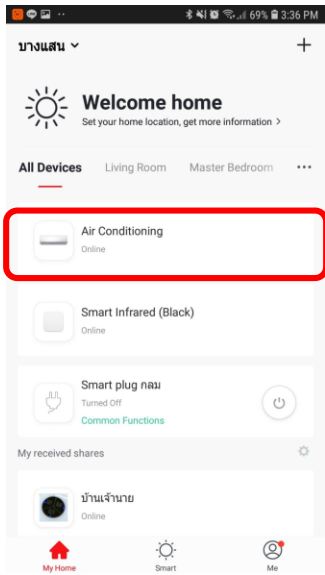 69% 3:36 PM
บางแสน
Welcome home
Set your home location, get more information >
All Devices Living Room Master Bedroom ...
Air Conditioning
Online
Smart Infrared (Black)
Online
Smart plug กลม
Turned Off
Common Functions
My received shares
บ้านเจ้านาย
Online
My Home Smart Me